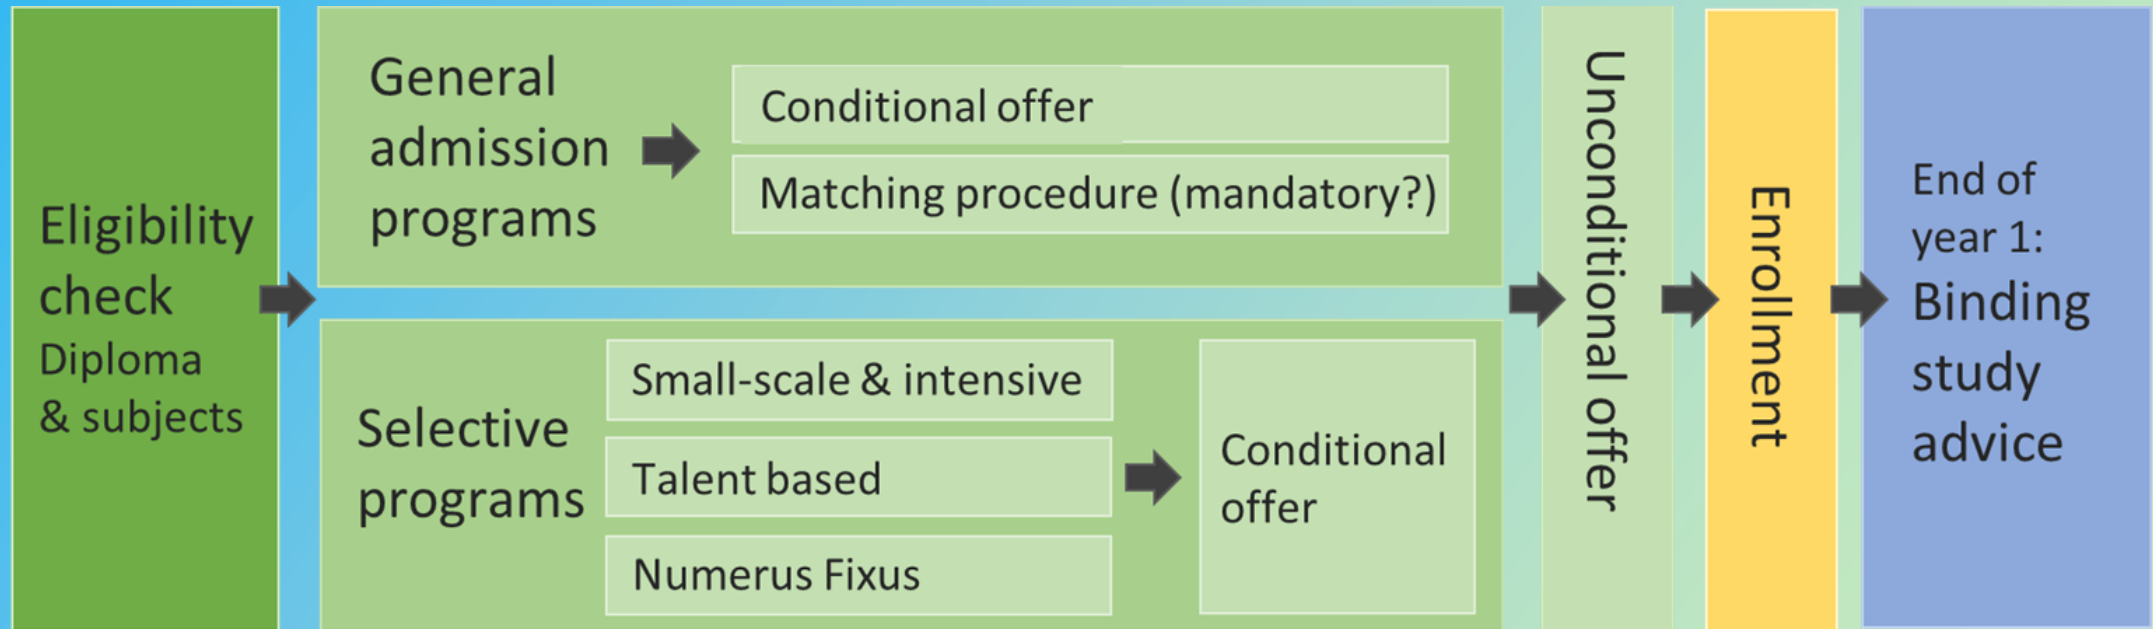 Eligibility
check
Diploma
& subjects
General
admission
programs
Conditional offer
Matching procedure (mandatory?)
Selective
programs
Small-scale & intensive
Talent based
Numerus Fixus
Conditional
offer
Unconditional offer
Enrollment
End of
year 1:
Binding
study
advice